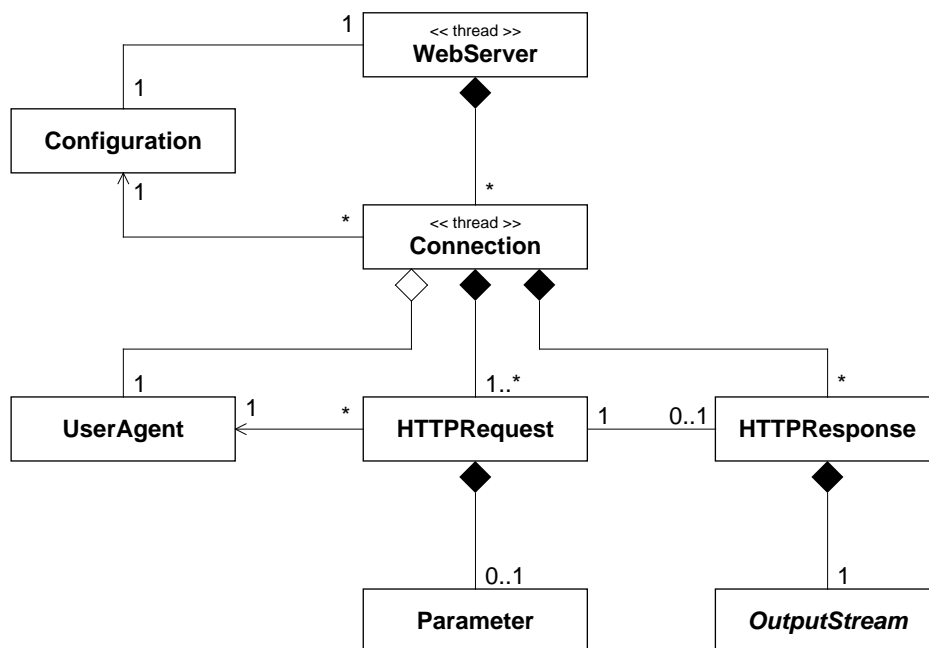 1
<< thread >>
WebServer
1
Configuration
1
*
*
<< thread >>
Connection
1
1..*
*
UserAgent
1
*
HTTPRequest
1
0..1
HTTPResponse
0..1
1
Parameter
OutputStream